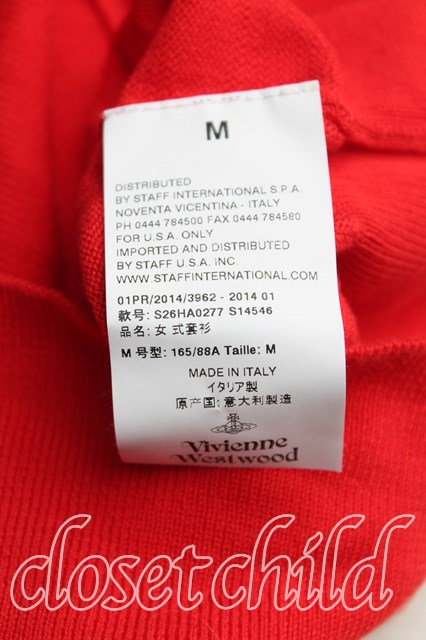 M
DISTRIBUTED
BY STAFF INTERNATIONAL S.P.A.
NOVENTA VICENTINA - ITALY
PH 0444 784500 FAX 0444 784580
FOR U.S.A. ONLY
IMPORTED AND DISTRIBUTED
BY STAFF U.S.A. INC.
WWW.STAFFINTERNATIONAL.COM
01PR/2014/3962 - 2014 01
款号: S26HA0277 S14546
品名: 女 式套衫
M 号型: 165/88A Taille: M
MADE IN ITALY
イタリア製
原产国: 意大利製造
Vivienne
Westwood
closet child